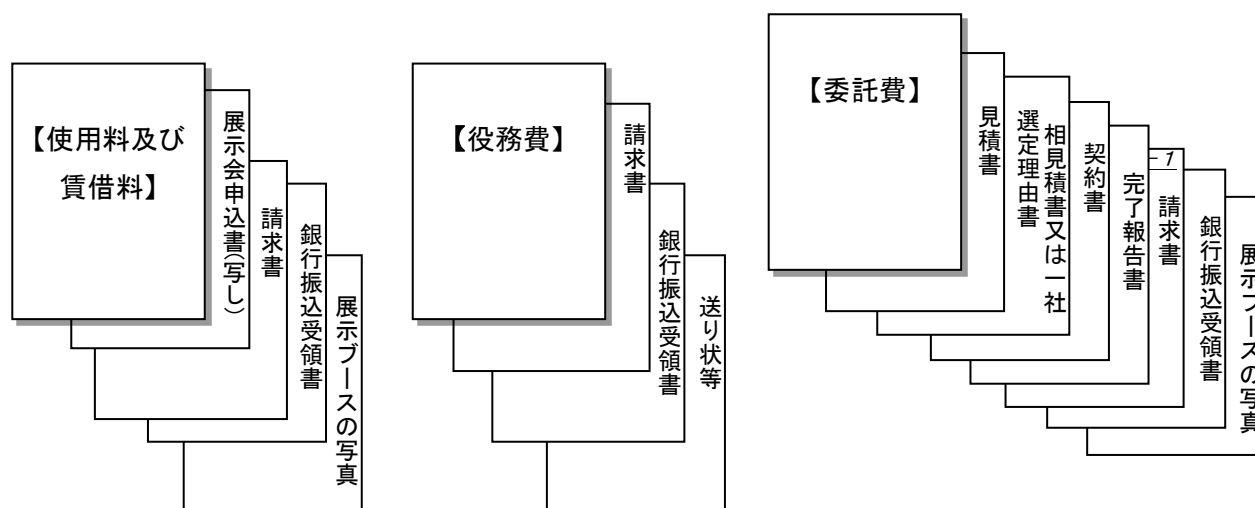 【使用料及び
賃借料】
展示会申込書(写し)
請求書
銀行振込受領書
展示ブースの写真
【役務費】
請求書
銀行振込受領書
送り状等
【委託費】
見積書
相見積書又は一社
選定理由書
契約書
完了報告書
- 1
請求書
銀行振込受領書
展示ブースの写真